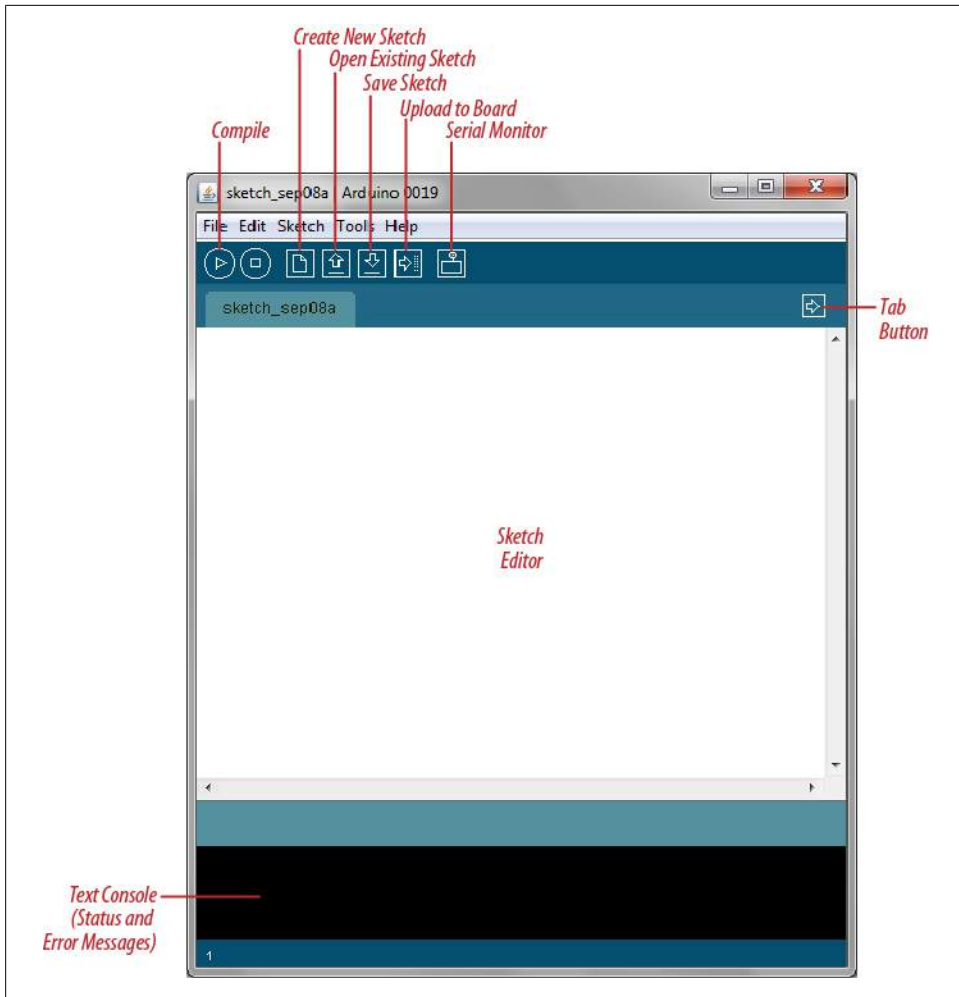 Create New Sketch
Open Existing Sketch
Save Sketch
Upload to Board
Compile
Serial Monitor
sketch_sep08a Arduino 0019
File Edit Sketch Tools Help
sketch_sep08a
Tab
Button
Sketch
Editor
Text Console
(Status and
Error Messages)
1